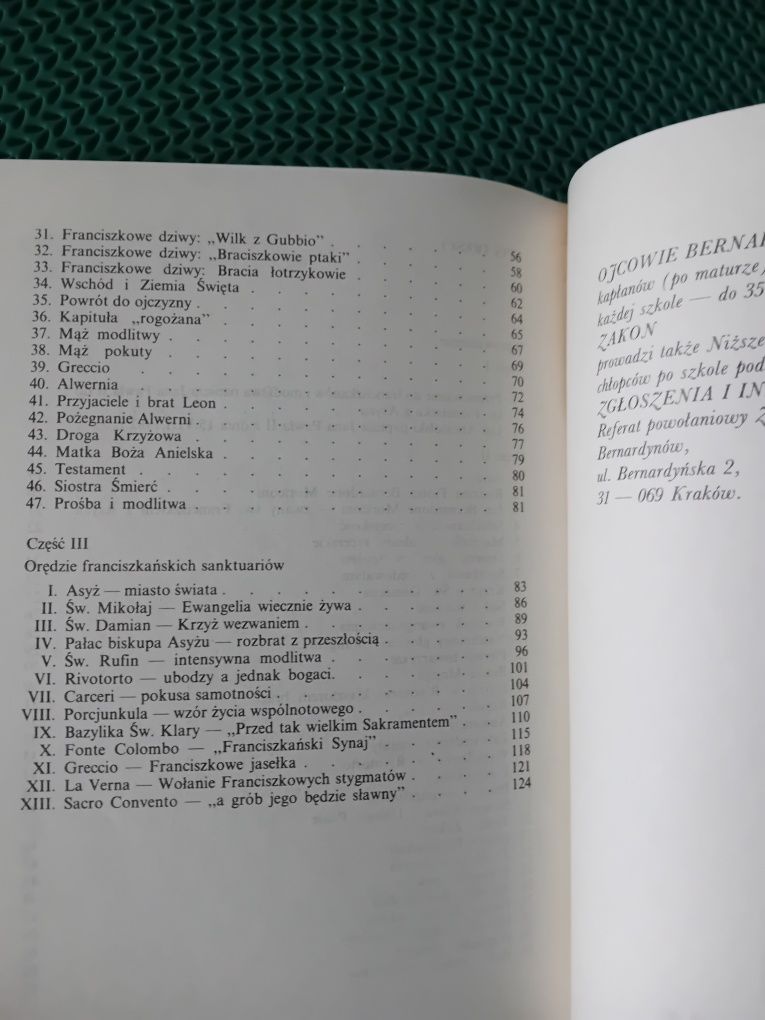 31. Franciszkowe dziwy: „Wilk z Gubbio” . . . . . . 56
32. Franciszkowe dziwy: „Braciszkowie ptaki” . . . . . 58
33. Franciszkowe dziwy: Bracia łotrzykowie . . . . . 60
34. Wschód i Ziemia Święta . . . . . . . . 62
35. Powrót do ojczyzny . . . . . . . . . 64
36. Kapituła „rogożana” . . . . . . . . . 65
37. Mąż modlitwy . . . . . . . . . . 67
38. Mąż pokuty . . . . . . . . . . 69
39. Greccio . . . . . . . . . . . 70
40. Alwernia . . . . . . . . . . . 72
41. Przyjaciele i brat Leon . . . . . . . . 74
42. Pożegnanie Alwerni . . . . . . . . . 76
43. Droga Krzyżowa . . . . . . . . . 77
44. Matka Boża Anielska . . . . . . . . 79
45. Testament . . . . . . . . . . . 80
46. Siostra Śmierć . . . . . . . . . . 81
47. Prośba i modlitwa . . . . . . . . . 81
Część III
Orędzie franciszkańskich sanktuariów
I. Asyż — miasto świata . . . . . . . . 83
II. Św. Mikołaj — Ewangelia wiecznie żywa . . . . 86
III. Św. Damian — Krzyż wezwaniem . . . . . . 89
IV. Pałac biskupa Asyżu — rozbrat z przeszłością . . . . 93
V. Św. Rufin — intensywna modlitwa . . . . . 96
VI. Rivotorto — ubodzy a jednak bogaci . . . . . 101
VII. Carceri — pokusa samotności . . . . . . . 104
VIII. Porcjunkula — wzór życia wspólnotowego . . . . 107
IX. Bazylika Św. Klary — „Przed tak wielkim Sakramentem” . . 110
X. Fonte Colombo — „Franciszkański Synaj” . . . . 115
XI. Greccio — Franciszkowe jasełka . . . . . . 118
XII. La Verna — Wołanie Franciszkowych stygmatów . . . 121
XIII. Sacro Convento — „a grób jego będzie sławny” . . . . 124
OJCOWIE BERNA
kapłanów (po maturze)
każdej szkole — do 35
ZAKON
prowadzi także Niższe
chłopców po szkole pod
ZGŁOSZENIA I IN
Referat powołaniowy Z
Bernardynów,
ul. Bernardyńska 2,
31 — 069 Kraków.